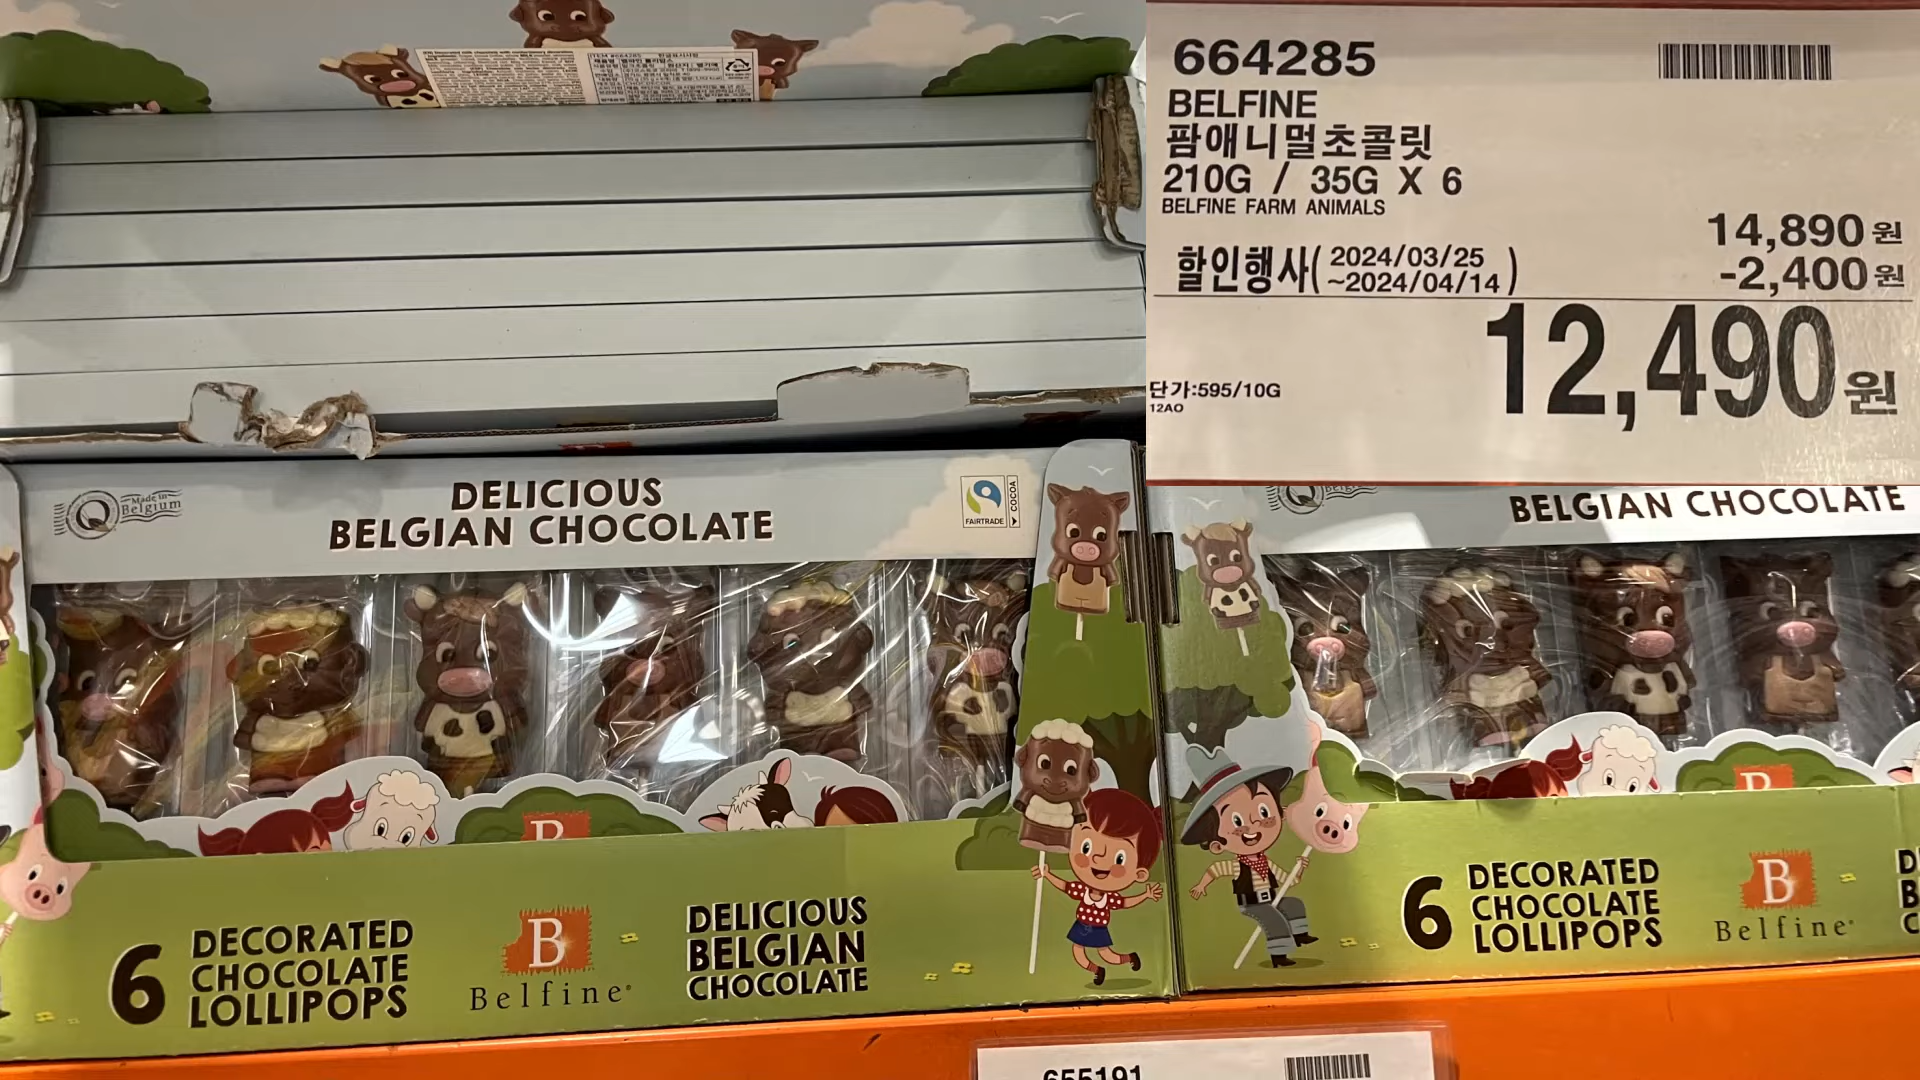 664285
BELFINE
팜애니멀초콜릿
210G / 35G X 6
BELFINE FARM ANIMALS
14,890원
할인행사( 2024/03/25
~2024/04/14 )
-2,400원
12,490원
단가:595/10G
12AO
Made in
Belgium
DELICIOUS
BELGIAN CHOCOLATE
FAIRTRADE
COCOA
BELGIAN CHOCOLATE
B
6 DECORATED
CHOCOLATE
LOLLIPOPS
B
Belfine
DELICIOUS
BELGIAN
CHOCOLATE
B
6 DECORATED
CHOCOLATE
LOLLIPOPS
B
Belfine
655191